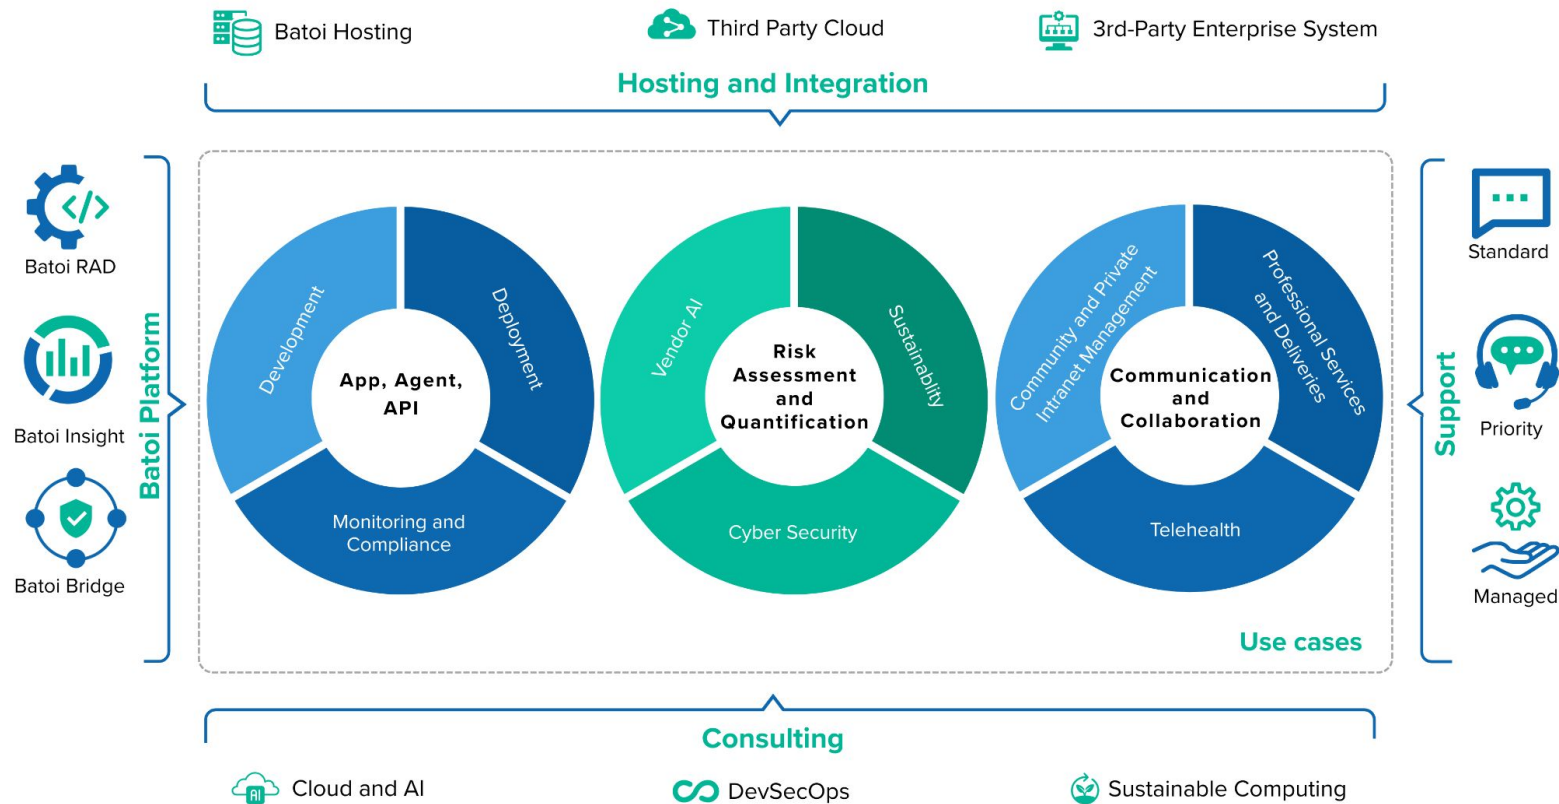 Batoi Hosting
Third Party Cloud
3rd-Party Enterprise System
Hosting and Integration
Batoi Platform
Batoi RAD
Batoi Insight
Batoi Bridge
Development
Deployment
Monitoring and
Compliance
App, Agent,
API
Vendor AI
Sustainablity
Cyber Security
Risk
Assessment
and
Quantification
Community and Private
Intranet Management
Professional Services
and Deliveries
Telehealth
Communication
and
Collaboration
Use cases
Support
Standard
Priority
Managed
Consulting
AI
Cloud and AI
DevSecOps
Sustainable Computing